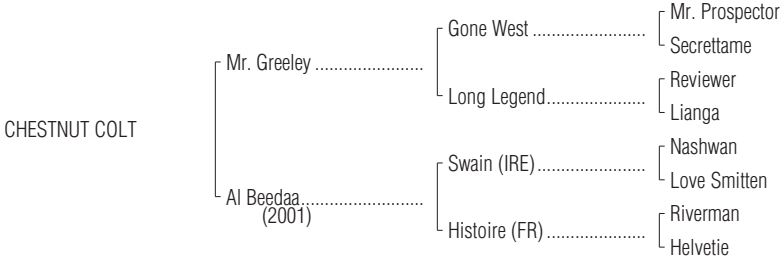 Mr. Prospector
Gone West ........................
Secrettame
Mr. Greeley .......................
Reviewer
Long Legend.....................
Lianga
CHESTNUT COLT
Nashwan
Swain (IRE).......................
Love Smitten
Al Beedaa..........................
(2001)
Riverman
Histoire (FR) .....................
Helvetie